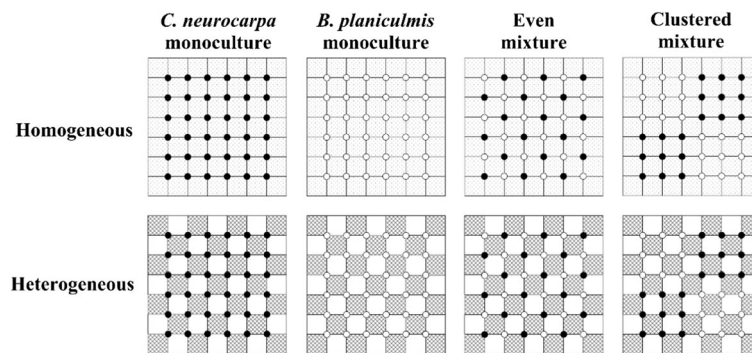 C. neurocarpa
monoculture
B. planiculmis
monoculture
Even
mixture
Clustered
mixture
Homogeneous
Heterogeneous